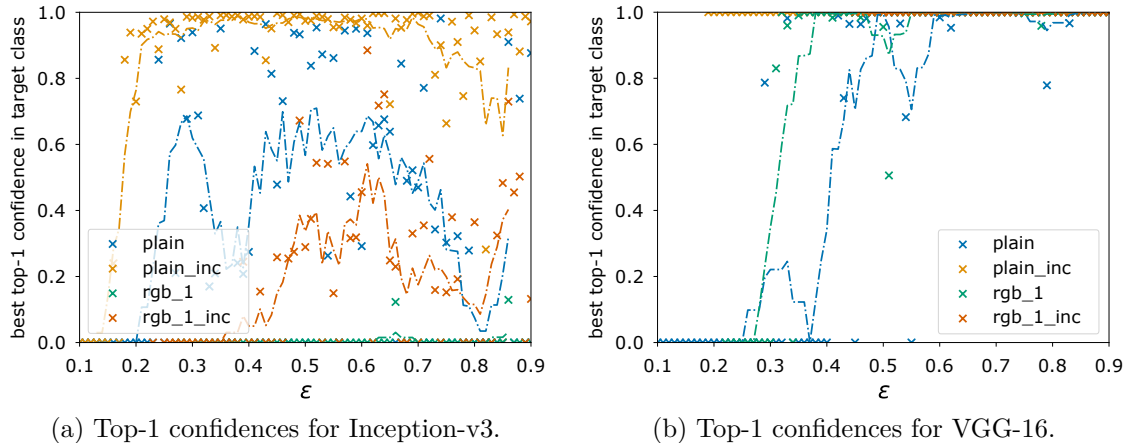 best top-1 confidence in target class
1.0
0.8
0.6
0.4
0.2
0.0
plain
plain_inc
rgb_1
rgb_1_inc
0.1 0.2 0.3 0.4 0.5 0.6 0.7 0.8 0.9
ε
(a) Top-1 confidences for Inception-v3.
best top-1 confidence in target class
1.0
0.8
0.6
0.4
0.2
0.0
plain
plain_inc
rgb_1
rgb_1_inc
0.1 0.2 0.3 0.4 0.5 0.6 0.7 0.8 0.9
ε
(b) Top-1 confidences for VGG-16.